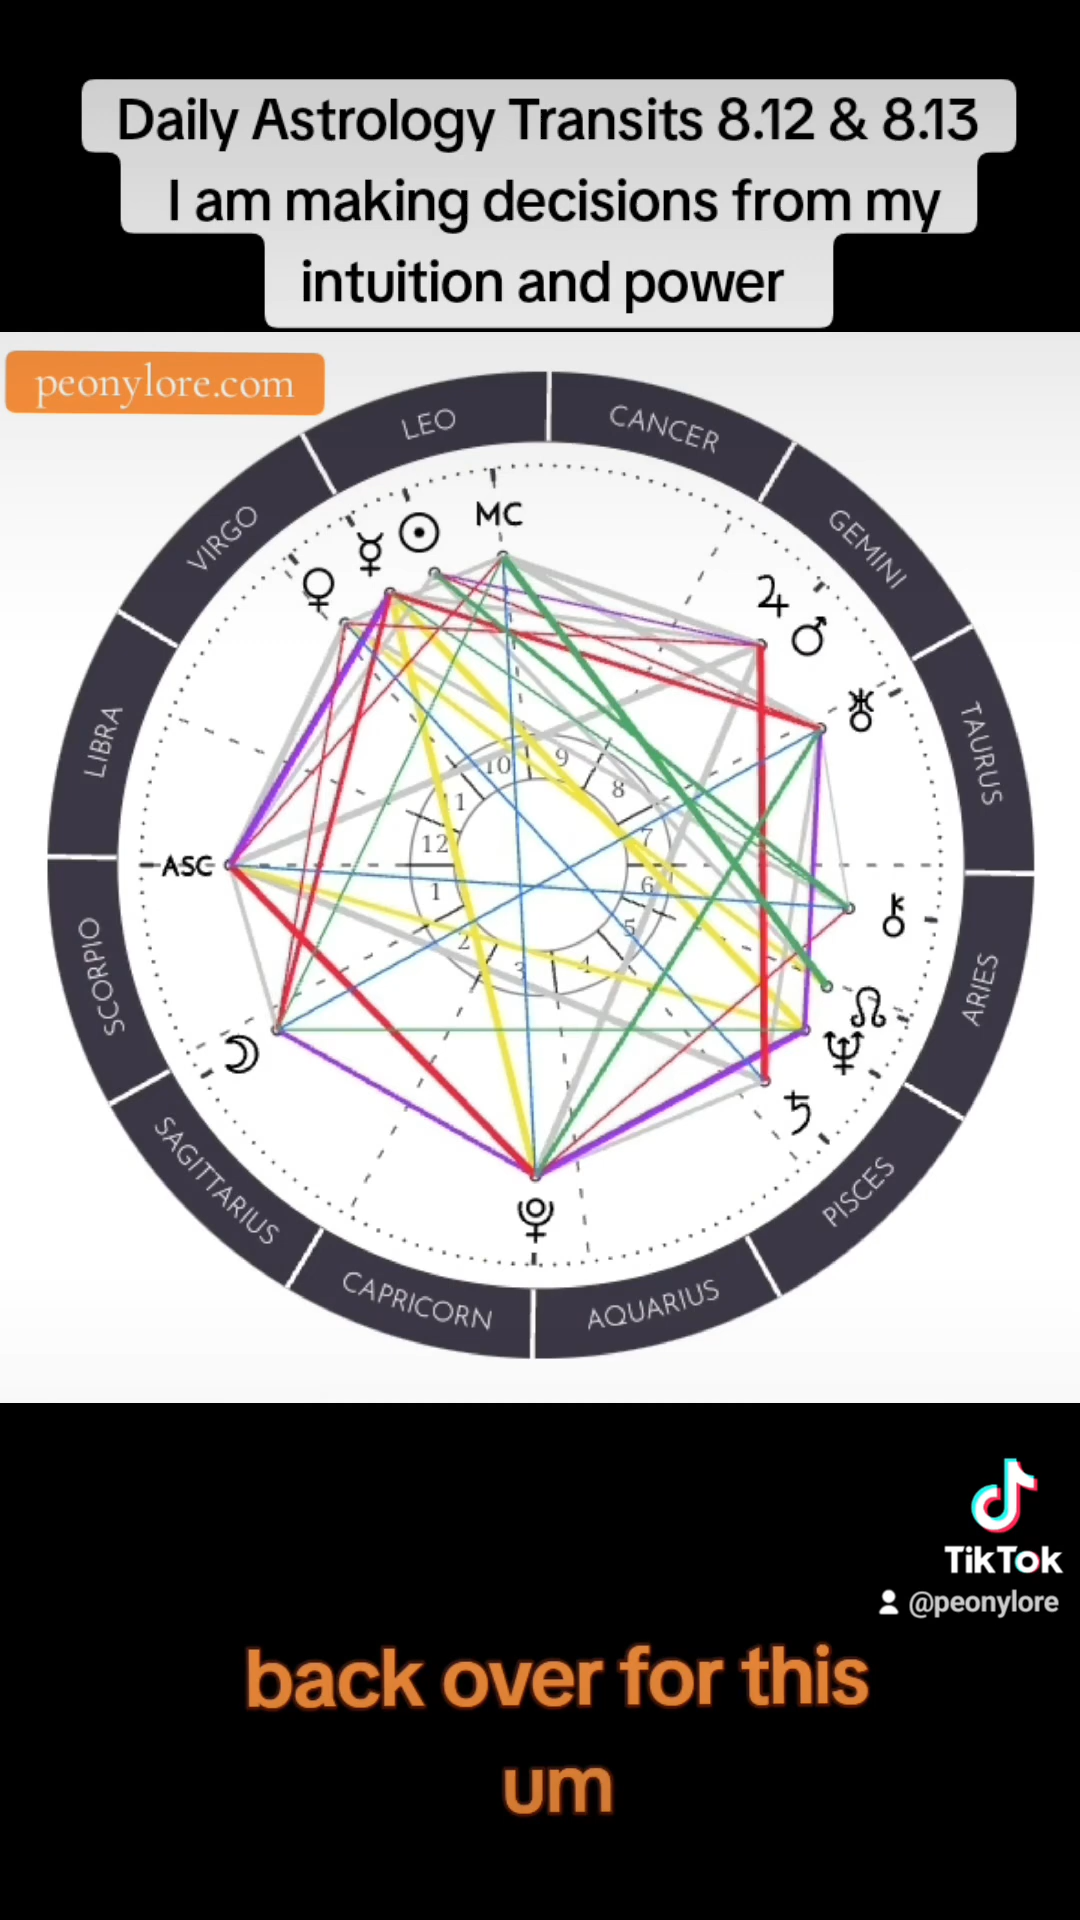 Daily Astrology Transits 8.12 & 8.13
I am making decisions from my
intuition and power
peonylore.com
LEO
CANCER
VIRGO
GEMINI
MC
LIBRA
TAURUS
10
9
11
8
12
7
ASC
1
6
2
5
3
4
SCORPIO
ARIES
SAGITTARIUS
PISCES
CAPRICORN
AQUARIUS
TikTok
@peonylore
back over for this
um